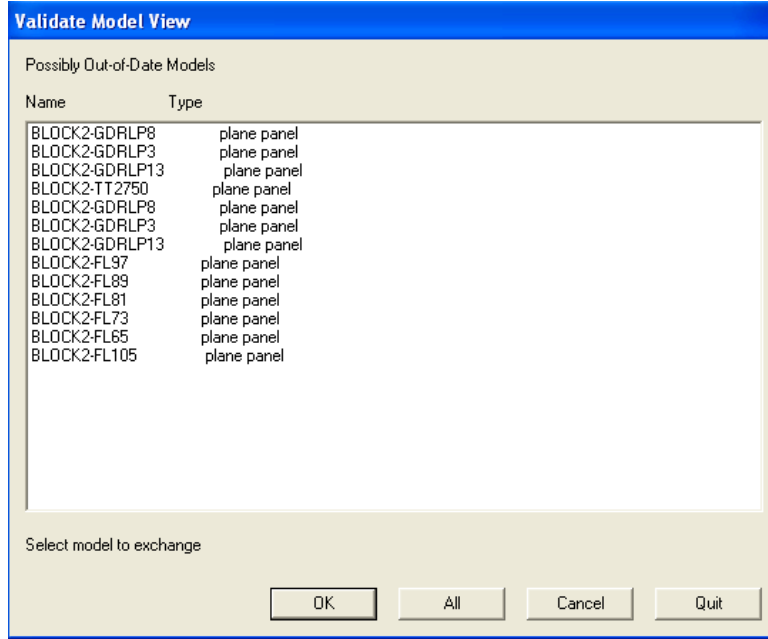 Validate Model View
Possibly Out-of-Date Models
Name Type
BLOCK2-GDRLP8 plane panel
BLOCK2-GDRLP3 plane panel
BLOCK2-GDRLP13 plane panel
BLOCK2-TT2750 plane panel
BLOCK2-GDRLP8 plane panel
BLOCK2-GDRLP3 plane panel
BLOCK2-GDRLP13 plane panel
BLOCK2-FL97 plane panel
BLOCK2-FL89 plane panel
BLOCK2-FL81 plane panel
BLOCK2-FL73 plane panel
BLOCK2-FL65 plane panel
BLOCK2-FL105 plane panel
Select model to exchange
OK All Cancel Quit